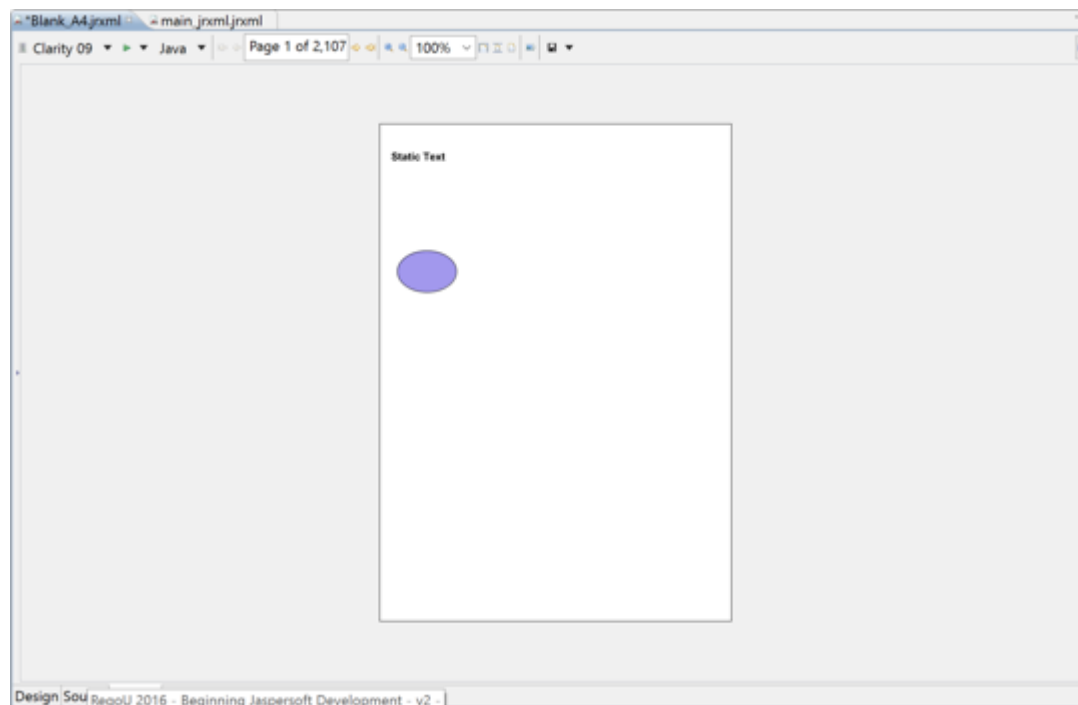 *Blank_A4.jrxml main_jrxml.jrxml
Clarity 09 Java Page 1 of 2,107 100%
Static Text
Design Sou
RegoU 2016 - Beginning Jaspersoft Development - v2 -